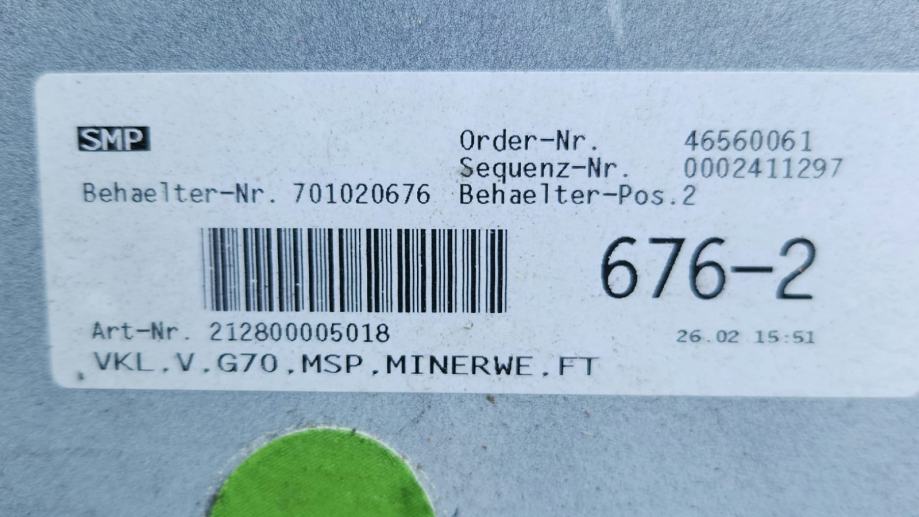 SMP
Order-Nr. 46560061
Sequenz-Nr. 0002411297
Behaelter-Nr. 701020676 Behaelter-Pos.2
676-2
Art-Nr. 212800005018
26.02 15:51
VKL.V.G70.MSP.MINERWE.FT